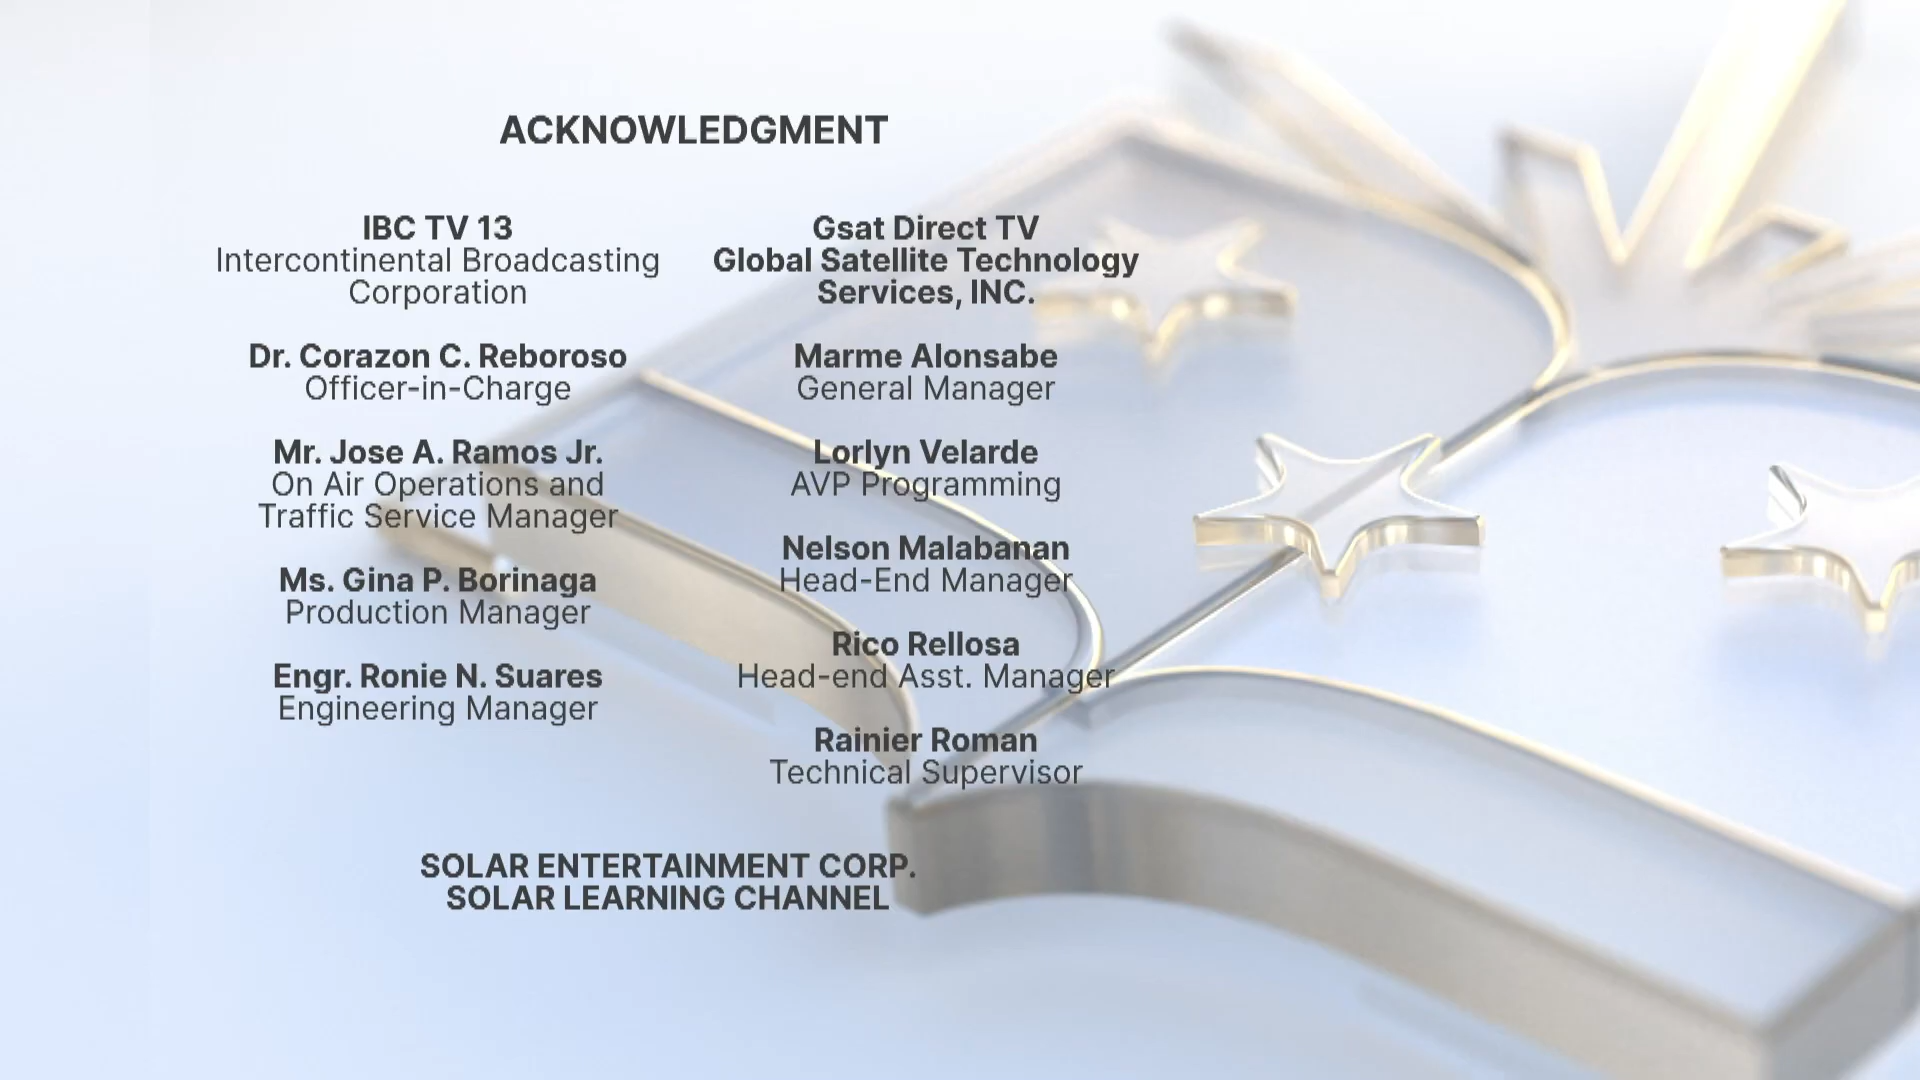 ACKNOWLEDGMENT
IBC TV 13
Intercontinental Broadcasting
Corporation
Dr. Corazon C. Reboroso
Officer-in-Charge
Mr. Jose A. Ramos Jr.
On Air Operations and
Traffic Service Manager
Ms. Gina P. Borinaga
Production Manager
Engr. Ronie N. Suares
Engineering Manager
Gsat Direct TV
Global Satellite Technology
Services, INC.
Marme Alonsabe
General Manager
Lorlyn Velarde
AVP Programming
Nelson Malabanan
Head-End Manager
Rico Rellosa
Head-end Asst. Manager
Rainier Roman
Technical Supervisor
SOLAR ENTERTAINMENT CORP.
SOLAR LEARNING CHANNEL